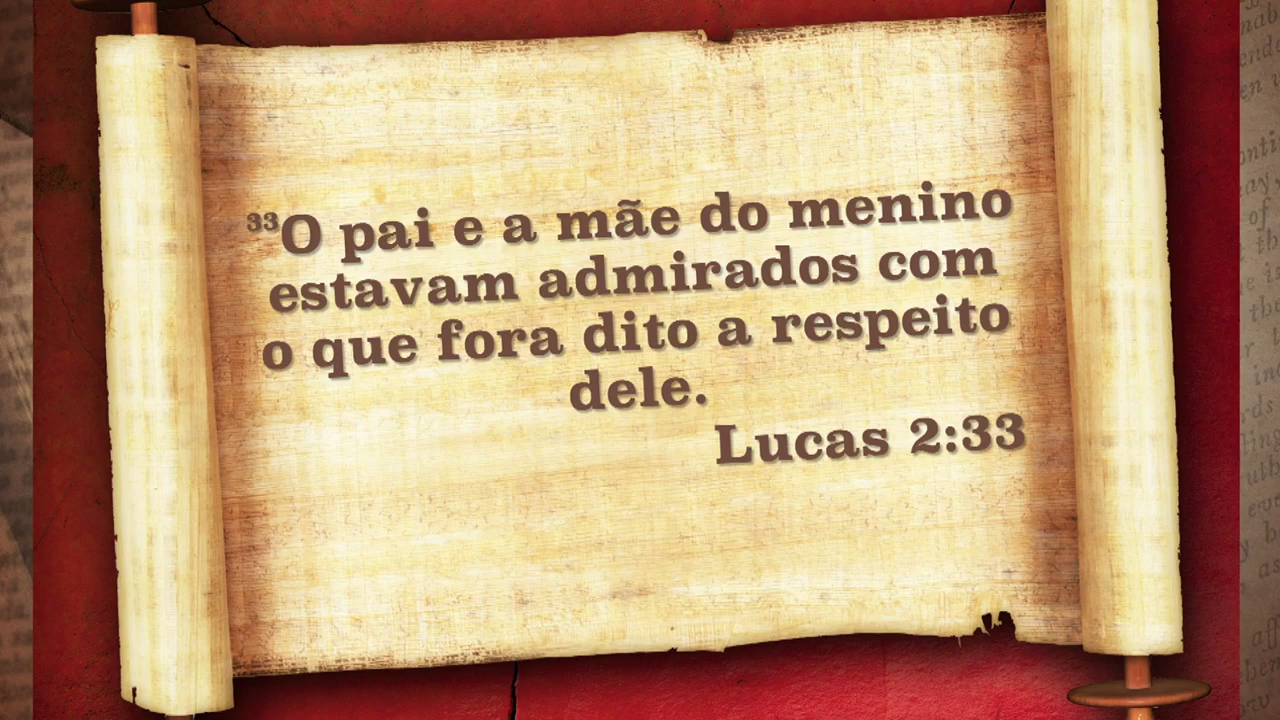 ³³O pai e a mãe do menino
estavam admirados com
o que fora dito a respeito
dele.
Lucas 2:33